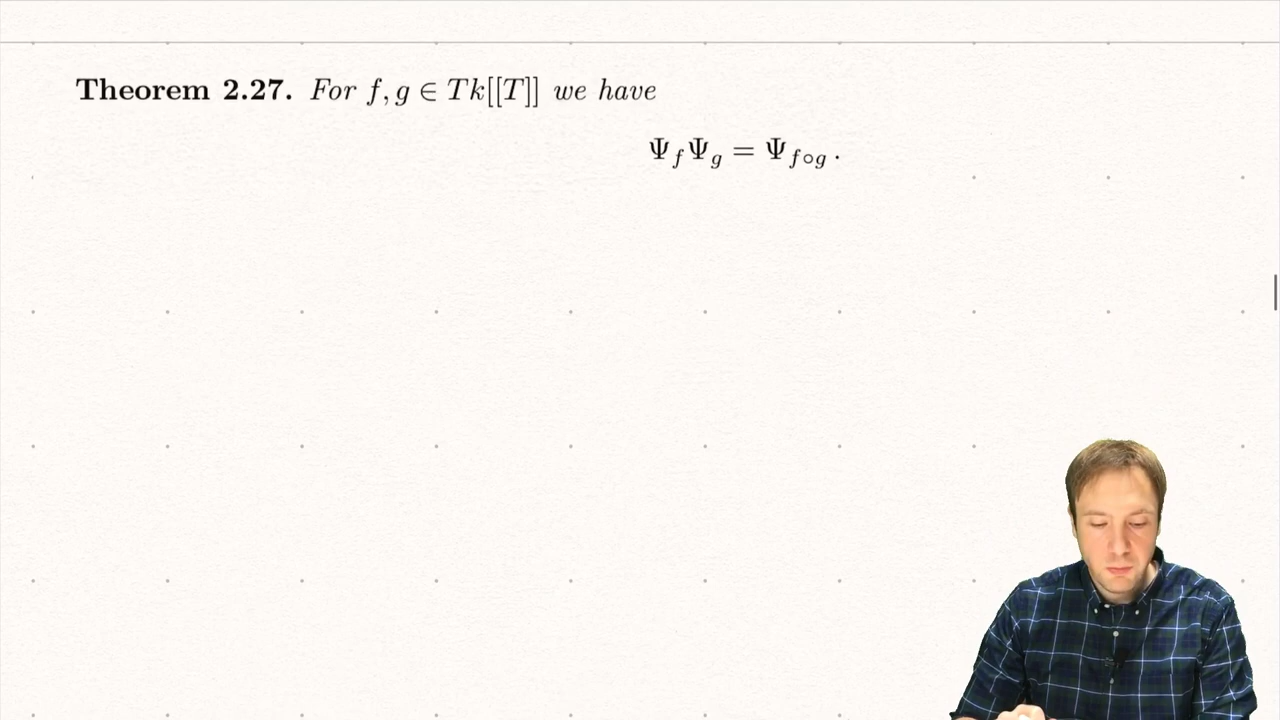 Theorem 2.27. For f, g ∈ Tk[[T]] we have
Ψ_f Ψ_g = Ψ_{f∘g} .